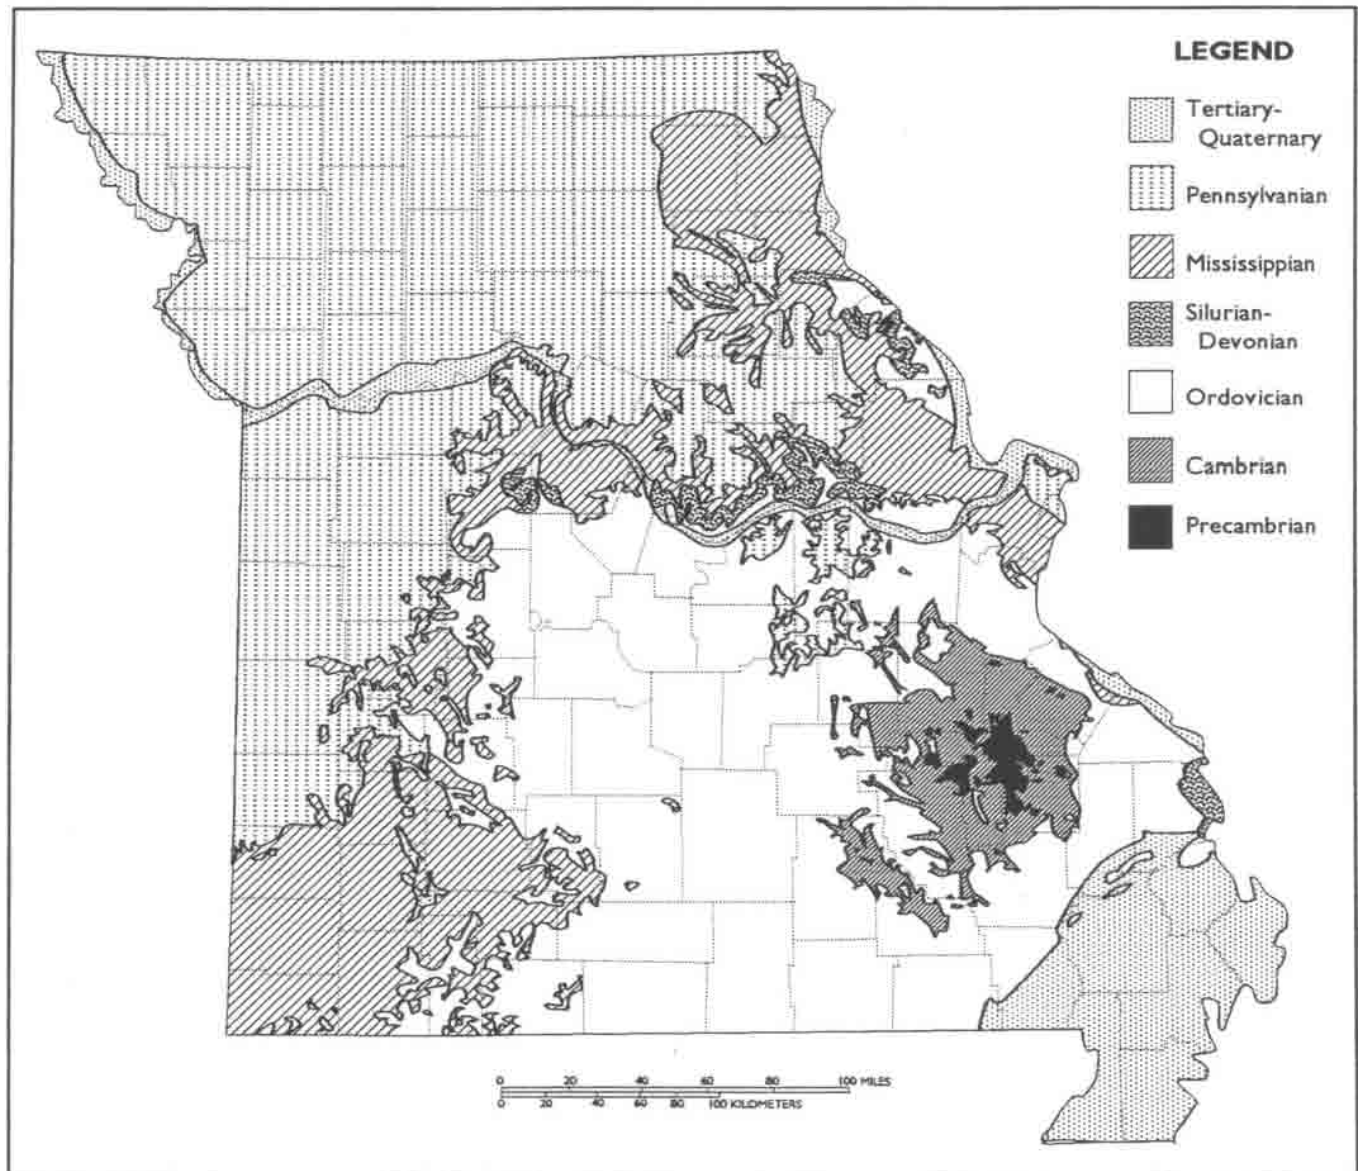 LEGEND
Tertiary-
Quaternary
Pennsylvanian
Mississippian
Silurian-
Devonian
Ordovician
Cambrian
Precambrian
0 20 40 60 80 100 MILES
0 20 40 60 80 100 KILOMETERS